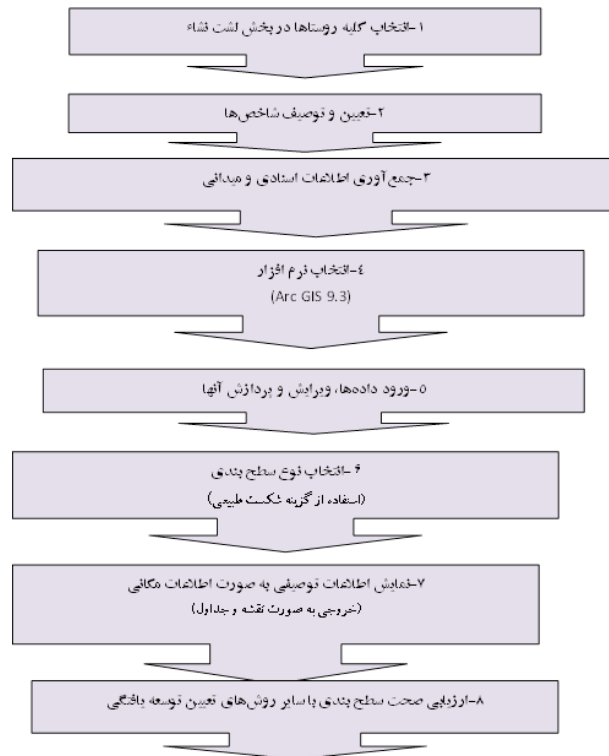 ۱-انتخاب کلیه روستاها در بخش لشت نشاء
۲-تعیین و توصیف شاخص‌ها
۳-جمع‌آوری اطلاعات اسنادی و میدانی
٤-انتخاب نرم افزار
(Arc GIS 9.3)
٥-ورود داده‌ها، ویرایش و پردازش آنها
۶-انتخاب نوع سطح بندی
(استفاده از گزینه شکست طبیعی)
۷-نمایش اطلاعات توصیفی به صورت اطلاعات مکانی
(خروجی به صورت نقشه و جداول)
۸-ارزیابی صحت سطح بندی با سایر روش‌های تعیین توسعه یافتگی